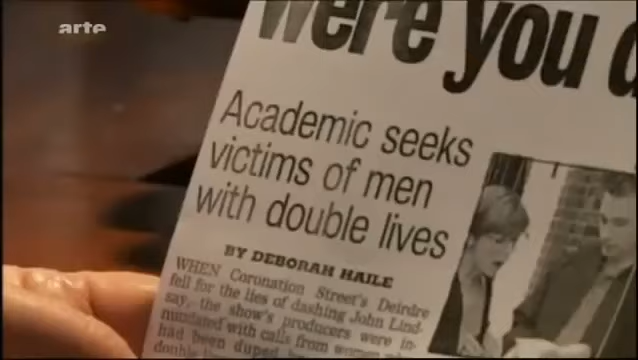 arte
Were you
Academic seeks
victims of men
with double lives
BY DEBORAH HAILE
WHEN Coronation Street's Deirdre
fell for the lies of dashing John Lind-
say, the show's producers were in-
nundated with calls from women
had been duped
double